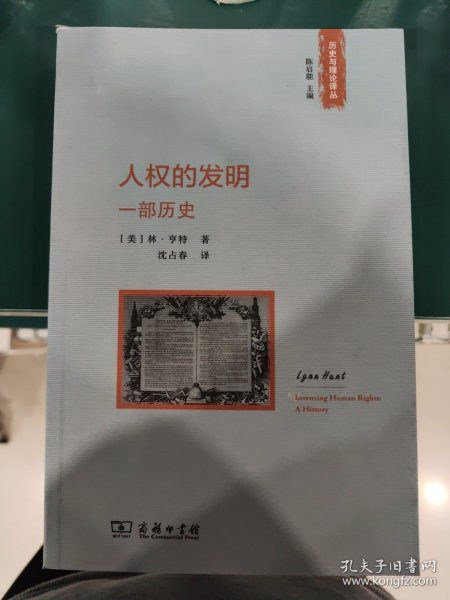 历史与理论译丛
陈启能 主编
人权的发明
一部历史
［美］林·亨特 著
沈占春 译
Lynn Hunt
Inventing Human Rights:
A History
商务印书馆
The Commercial Press
孔夫子旧书网
www.kongfz.com